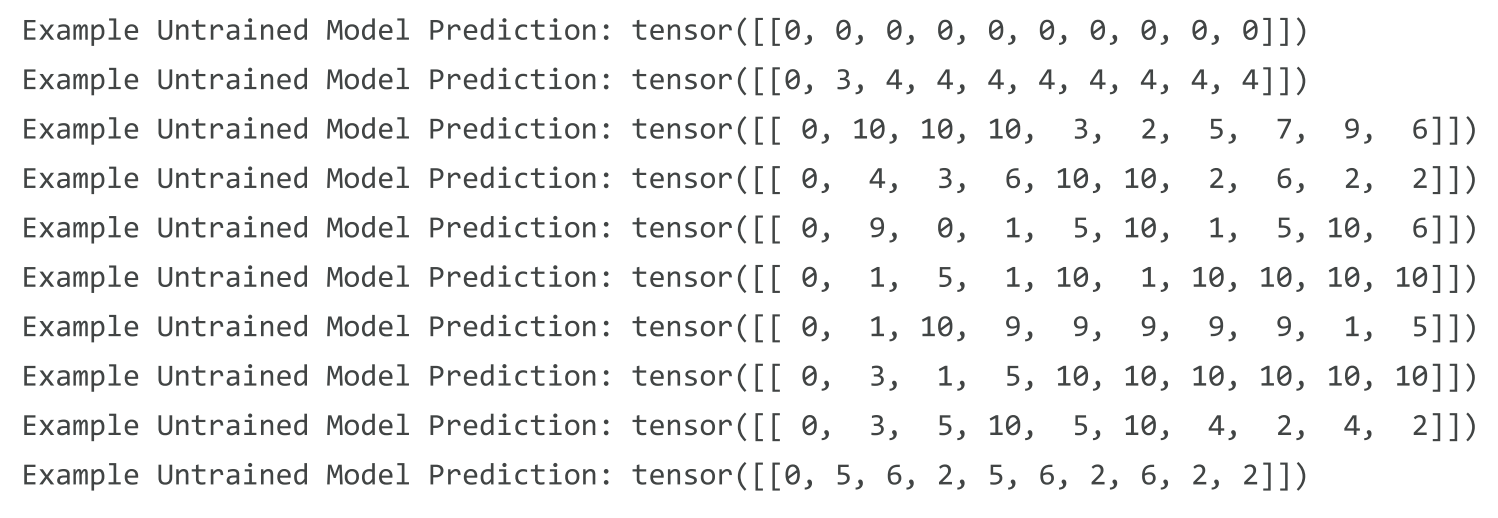 Example Untrained Model Prediction: tensor([[0, 0, 0, 0, 0, 0, 0, 0, 0, 0]])
Example Untrained Model Prediction: tensor([[0, 3, 4, 4, 4, 4, 4, 4, 4, 4]])
Example Untrained Model Prediction: tensor([[ 0, 10, 10, 10,  3,  2,  5,  7,  9,  6]])
Example Untrained Model Prediction: tensor([[ 0,  4,  3,  6, 10, 10,  2,  6,  2,  2]])
Example Untrained Model Prediction: tensor([[ 0,  9,  0,  1,  5, 10,  1,  5, 10,  6]])
Example Untrained Model Prediction: tensor([[ 0,  1,  5,  1, 10,  1, 10, 10, 10, 10]])
Example Untrained Model Prediction: tensor([[ 0,  1, 10,  9,  9,  9,  9,  9,  1,  5]])
Example Untrained Model Prediction: tensor([[ 0,  3,  1,  5, 10, 10, 10, 10, 10, 10]])
Example Untrained Model Prediction: tensor([[ 0,  3,  5, 10,  5, 10,  4,  2,  4,  2]])
Example Untrained Model Prediction: tensor([[0, 5, 6, 2, 5, 6, 2, 6, 2, 2]])